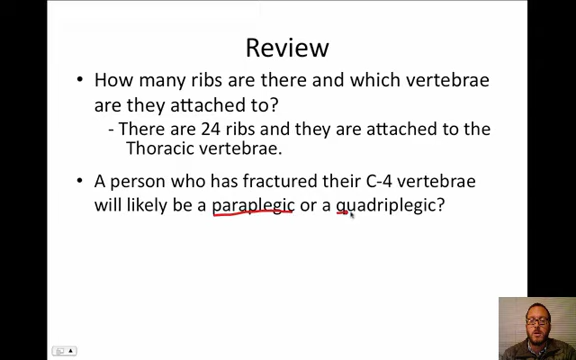 Review
• How many ribs are there and which vertebrae
are they attached to?
- There are 24 ribs and they are attached to the
Thoracic vertebrae.
• A person who has fractured their C-4 vertebrae
will likely be a paraplegic or a quadriplegic?